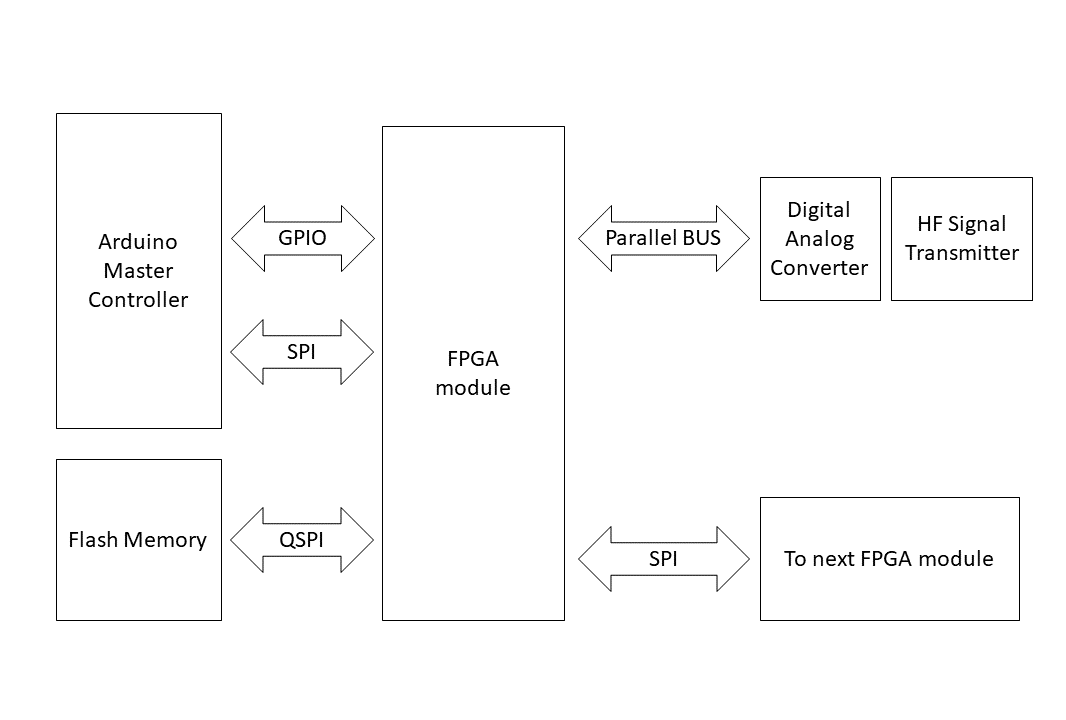 Arduino
Master
Controller
GPIO
SPI
Flash Memory
QSPI
FPGA
module
Parallel BUS
Digital
Analog
Converter
HF Signal
Transmitter
SPI
To next FPGA module